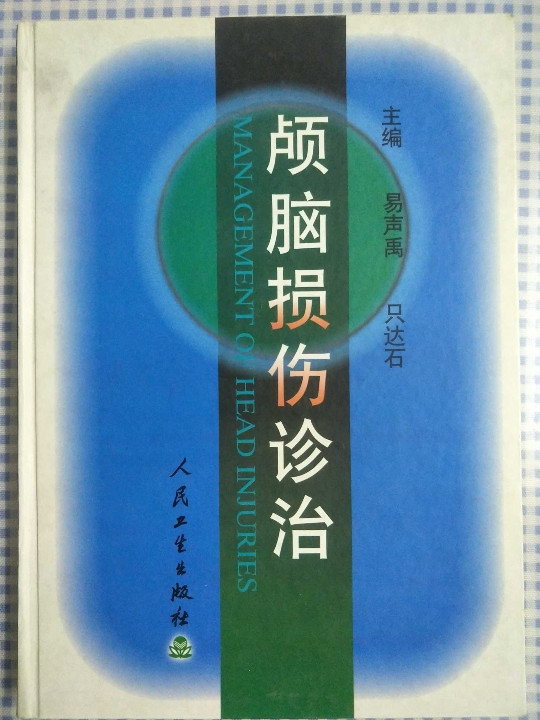 主编 易声禹 只达石
颅脑损伤诊治
MANAGEMENT OF HEAD INJURIES
人民卫生出版社